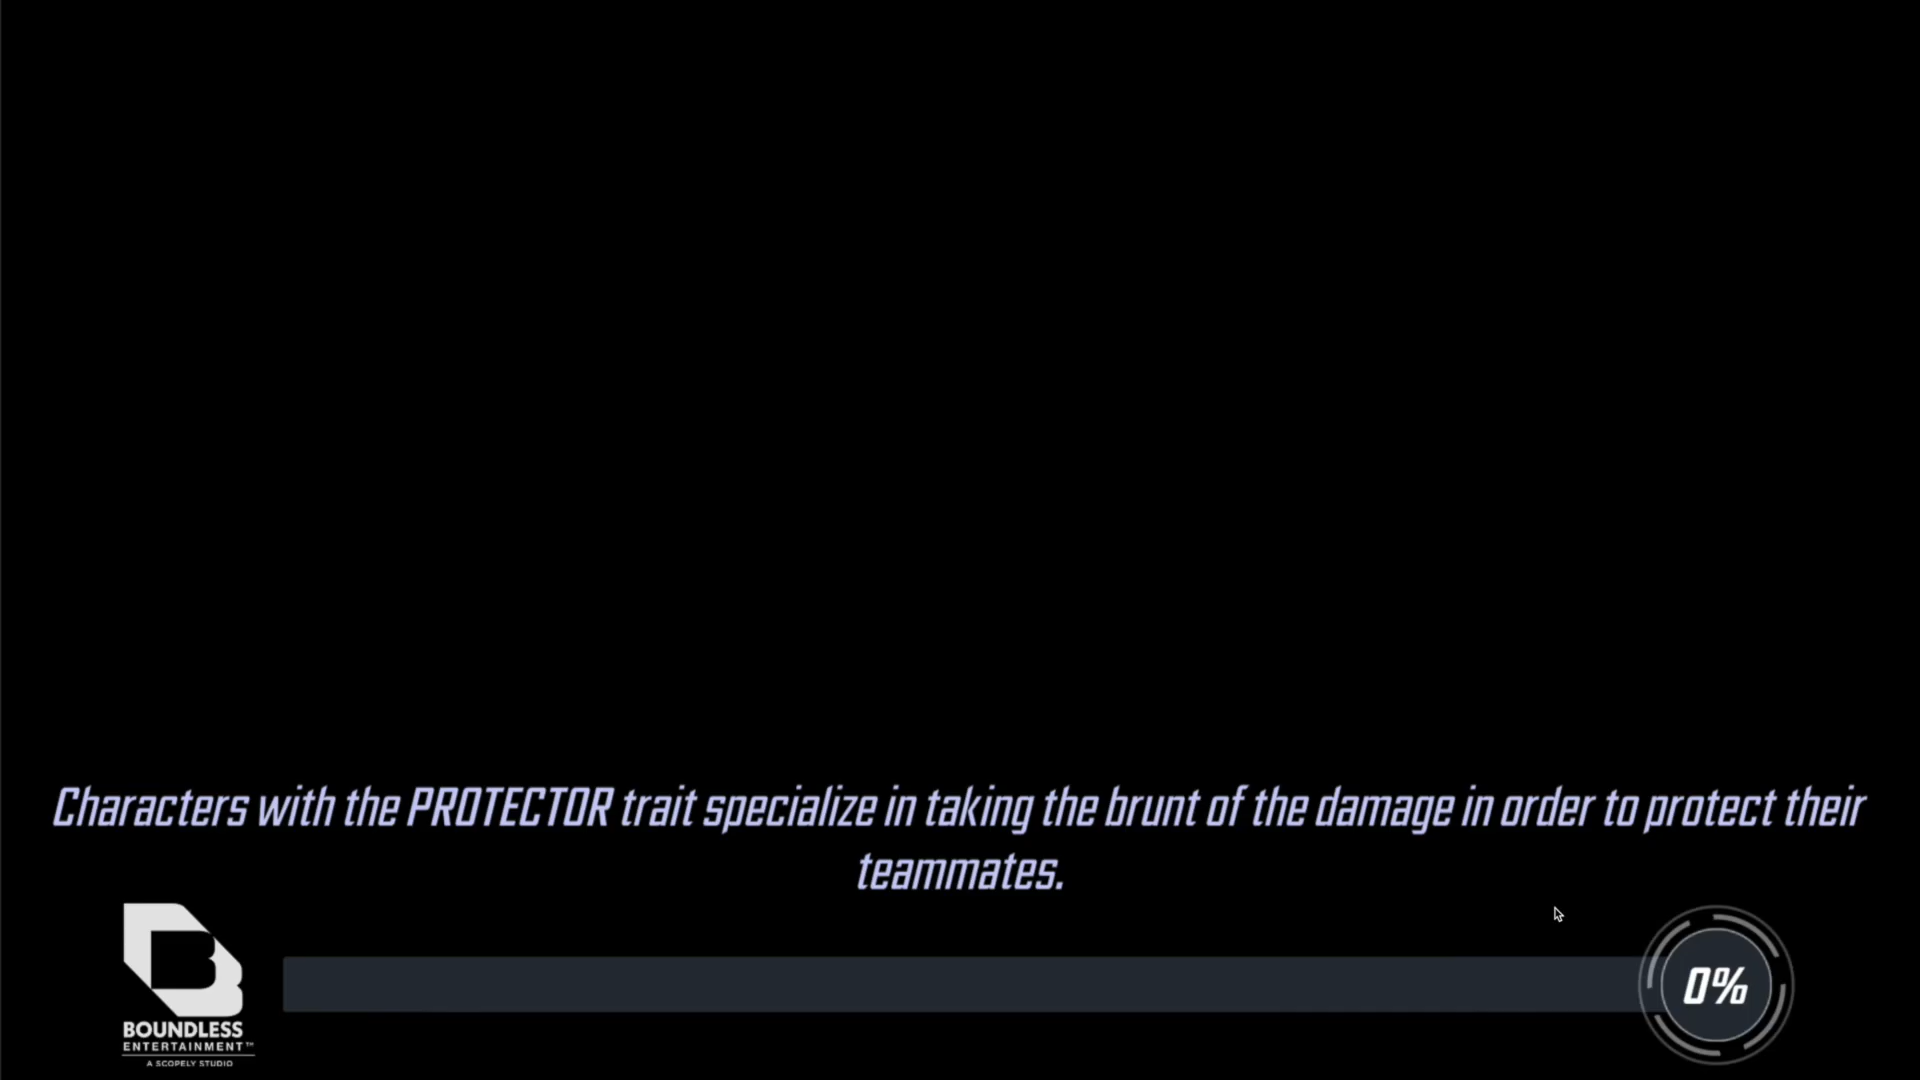 Characters with the PROTECTOR trait specialize in taking the brunt of the damage in order to protect their
teammates.
BOUNDLESS
ENTERTAINMENT™
A SCOPELY STUDIO
0%